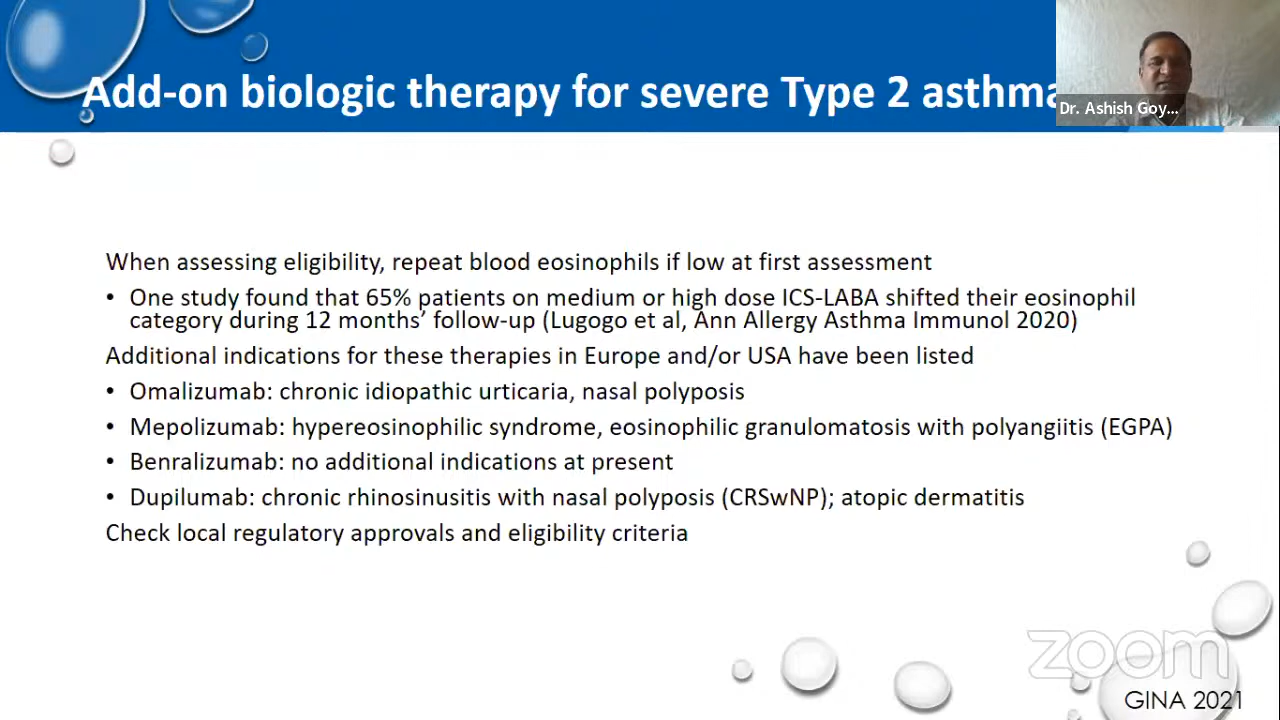 Add-on biologic therapy for severe Type 2 asthma
Dr. Ashish Goy...
When assessing eligibility, repeat blood eosinophils if low at first assessment
• One study found that 65% patients on medium or high dose ICS-LABA shifted their eosinophil
category during 12 months’ follow-up (Lugogo et al, Ann Allergy Asthma Immunol 2020)
Additional indications for these therapies in Europe and/or USA have been listed
• Omalizumab: chronic idiopathic urticaria, nasal polyposis
• Mepolizumab: hypereosinophilic syndrome, eosinophilic granulomatosis with polyangiitis (EGPA)
• Benralizumab: no additional indications at present
• Dupilumab: chronic rhinosinusitis with nasal polyposis (CRSwNP); atopic dermatitis
Check local regulatory approvals and eligibility criteria
zoom
GINA 2021